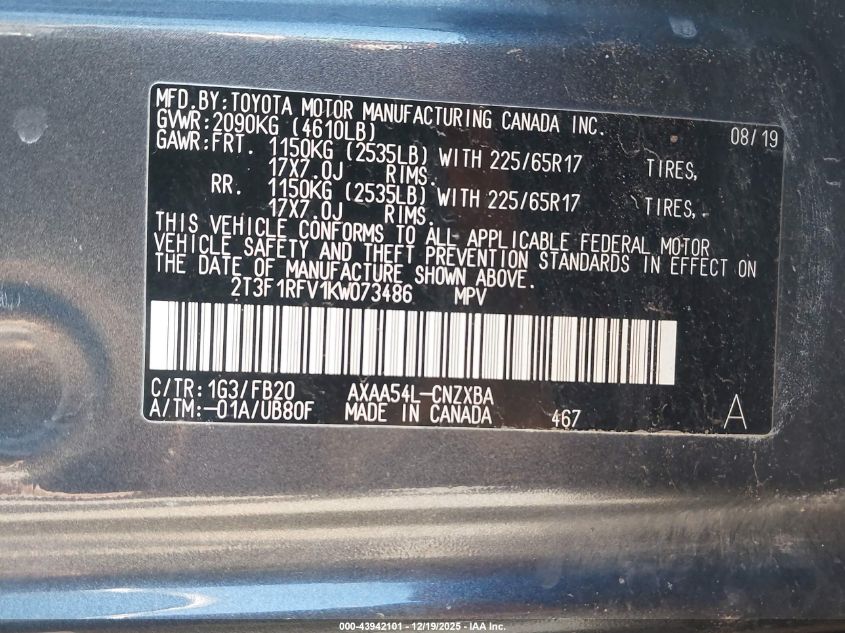 MFD.BY:TOYOTA MOTOR MANUFACTURING CANADA INC. 08/19
GVWR:2090KG (4610LB)
GAWR:FRT. 1150KG (2535LB) WITH 225/65R17 TIRES,
17X7.0J RIMS.
RR. 1150KG (2535LB) WITH 225/65R17 TIRES,
17X7.0J RIMS.
THIS VEHICLE CONFORMS TO ALL APPLICABLE FEDERAL MOTOR
VEHICLE SAFETY AND THEFT PREVENTION STANDARDS IN EFFECT ON
THE DATE OF MANUFACTURE SHOWN ABOVE.
2T3F1RFV1KW073486 MPV
C/TR:1G3/FB20 AXAA54L-CNZXBA
A/TM:-01A/UB80F MADE IN CANADA 467 A
000-43942101 - 12/19/2025 - IAA Inc.